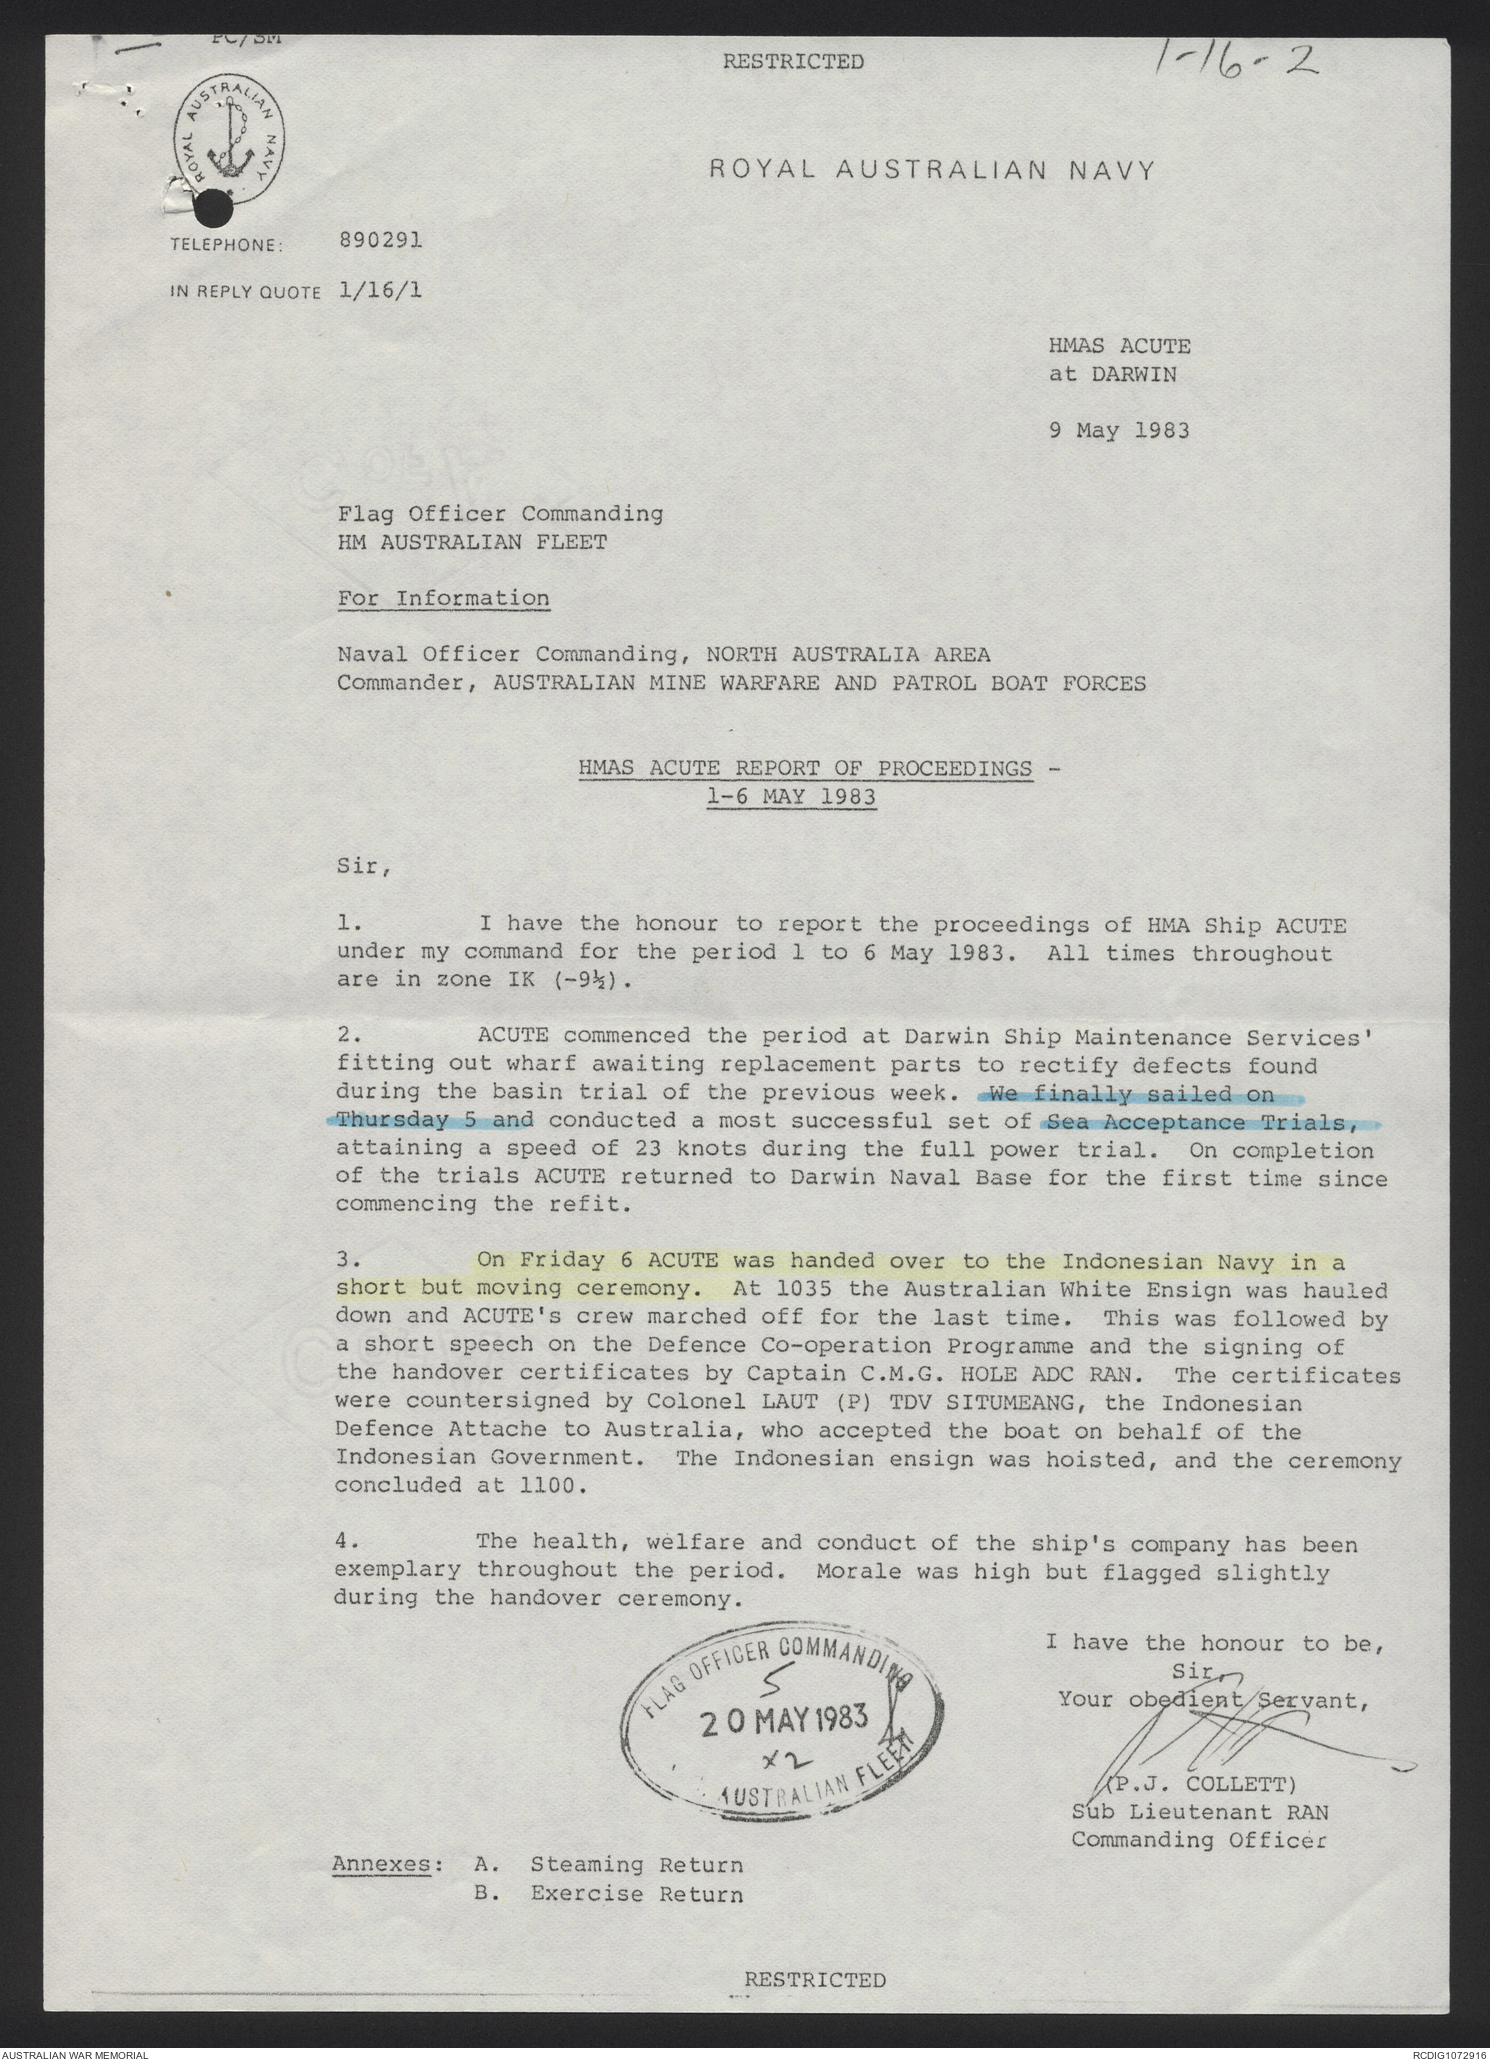 PC/SM
RESTRICTED
1-16-2
ROYAL AUSTRALIAN NAVY
ROYAL AUSTRALIAN NAVY
TELEPHONE: 890291
IN REPLY QUOTE 1/16/1
HMAS ACUTE
at DARWIN
9 May 1983
Flag Officer Commanding
HM AUSTRALIAN FLEET
For Information
Naval Officer Commanding, NORTH AUSTRALIA AREA
Commander, AUSTRALIAN MINE WARFARE AND PATROL BOAT FORCES
HMAS ACUTE REPORT OF PROCEEDINGS -
1-6 MAY 1983
Sir,
1. I have the honour to report the proceedings of HMA Ship ACUTE
under my command for the period 1 to 6 May 1983. All times throughout
are in zone IK (-9½).
2. ACUTE commenced the period at Darwin Ship Maintenance Services'
fitting out wharf awaiting replacement parts to rectify defects found
during the basin trial of the previous week. We finally sailed on
Thursday 5 and conducted a most successful set of Sea Acceptance Trials,
attaining a speed of 23 knots during the full power trial. On completion
of the trials ACUTE returned to Darwin Naval Base for the first time since
commencing the refit.
3. On Friday 6 ACUTE was handed over to the Indonesian Navy in a
short but moving ceremony. At 1035 the Australian White Ensign was hauled
down and ACUTE's crew marched off for the last time. This was followed by
a short speech on the Defence Co-operation Programme and the signing of
the handover certificates by Captain C.M.G. HOLE ADC RAN. The certificates
were countersigned by Colonel LAUT (P) TDV SITUMEANG, the Indonesian
Defence Attache to Australia, who accepted the boat on behalf of the
Indonesian Government. The Indonesian ensign was hoisted, and the ceremony
concluded at 1100.
4. The health, welfare and conduct of the ship's company has been
exemplary throughout the period. Morale was high but flagged slightly
during the handover ceremony.
I have the honour to be,
Sir,
Your obedient Servant,
FLAG OFFICER COMMANDING
5
20 MAY 1983
x2
AUSTRALIAN FLEET
(P.J. COLLETT)
Sub Lieutenant RAN
Commanding Officer
Annexes: A. Steaming Return
B. Exercise Return
RESTRICTED
AUSTRALIAN WAR MEMORIAL
RCDIG1072916